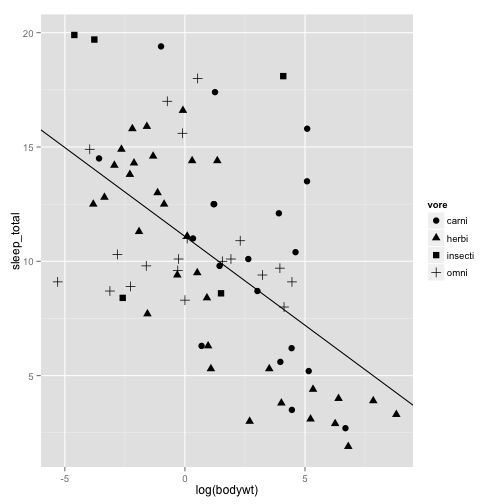 20
15
10
5
sleep_total
-5 0 5
log(bodywt)
vore
carni
herbi
insecti
omni